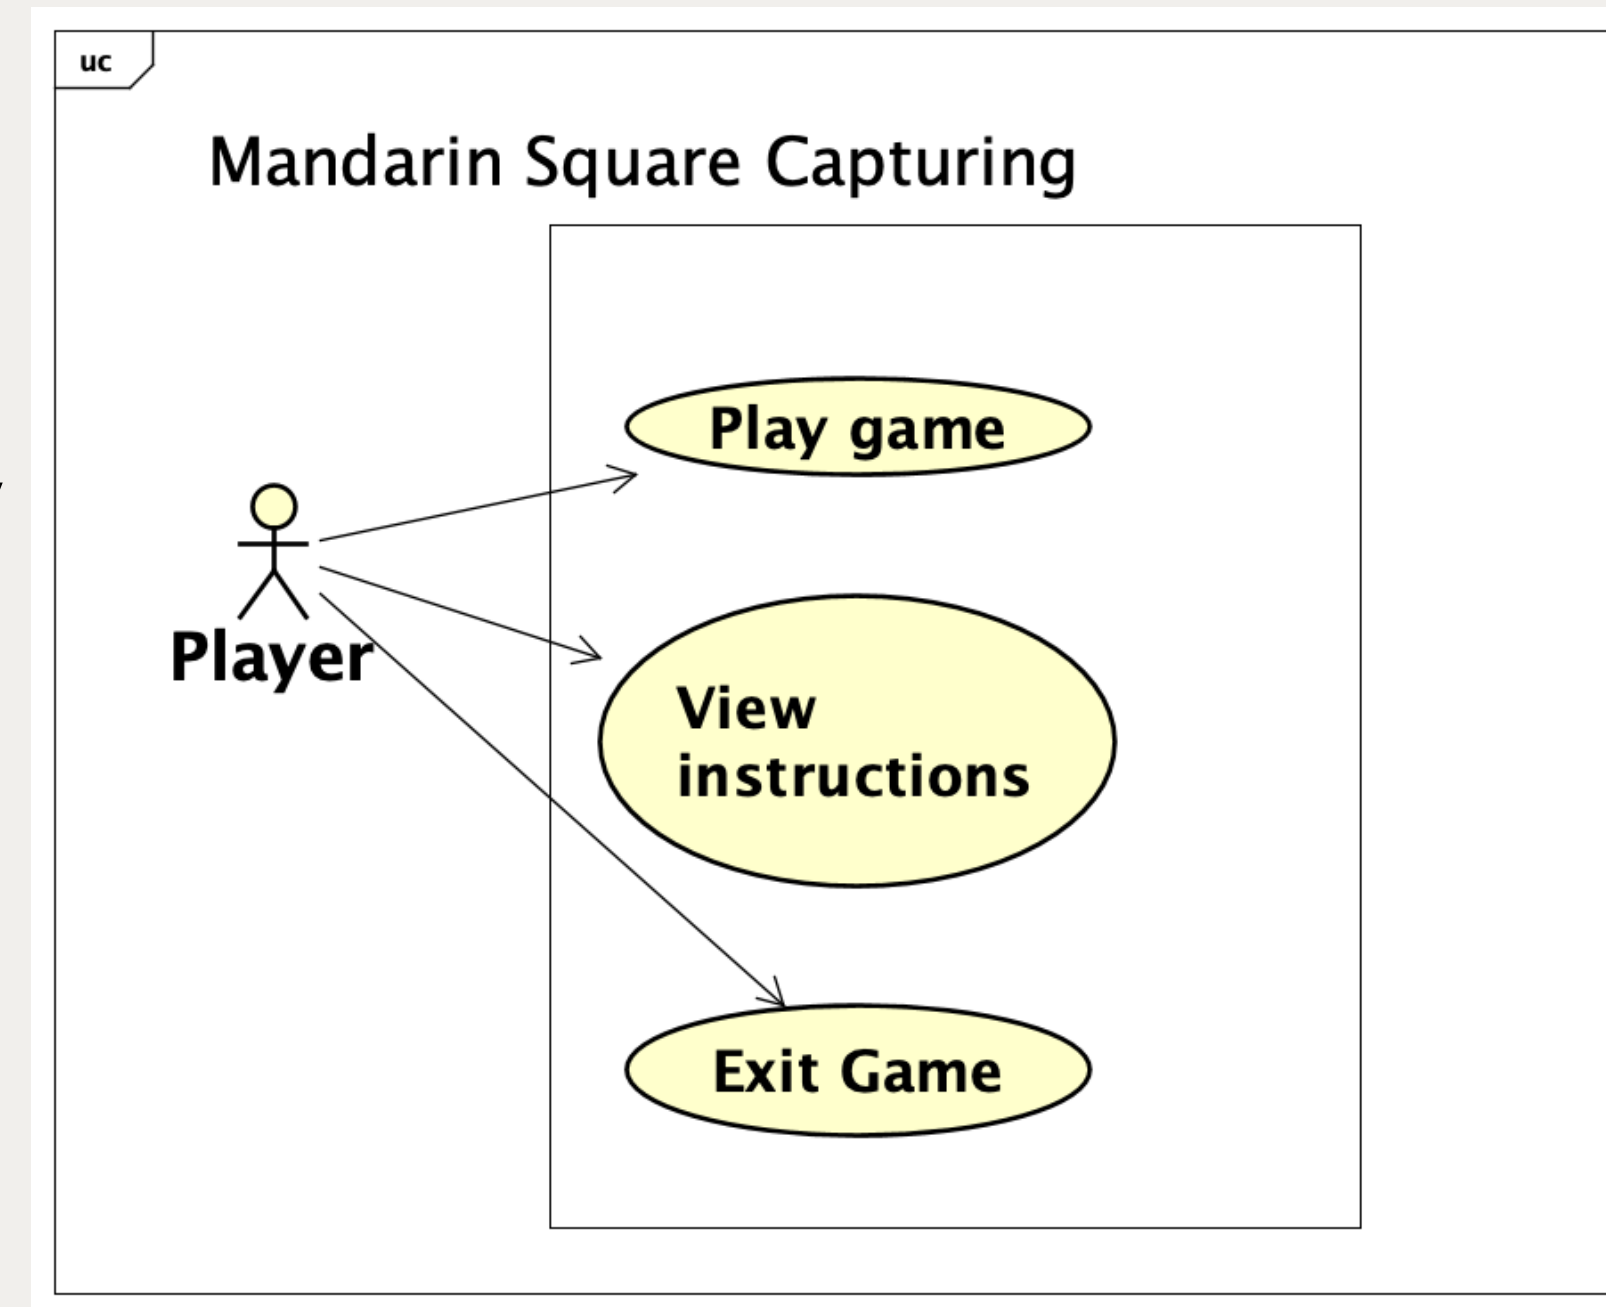 uc
Mandarin Square Capturing
Play game
Player
View
instructions
Exit Game